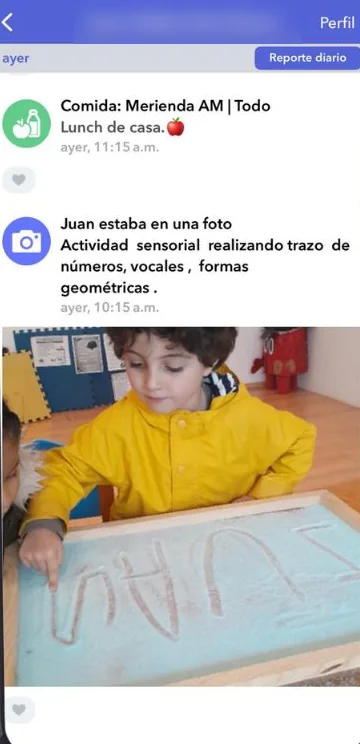 Perfil
ayer
Reporte diario
Comida: Merienda AM | Todo
Lunch de casa.🍎
ayer, 11:15 a.m.
Juan estaba en una foto
Actividad sensorial realizando trazo de
números, vocales , formas
geométricas .
ayer, 10:15 a.m.
JUAN